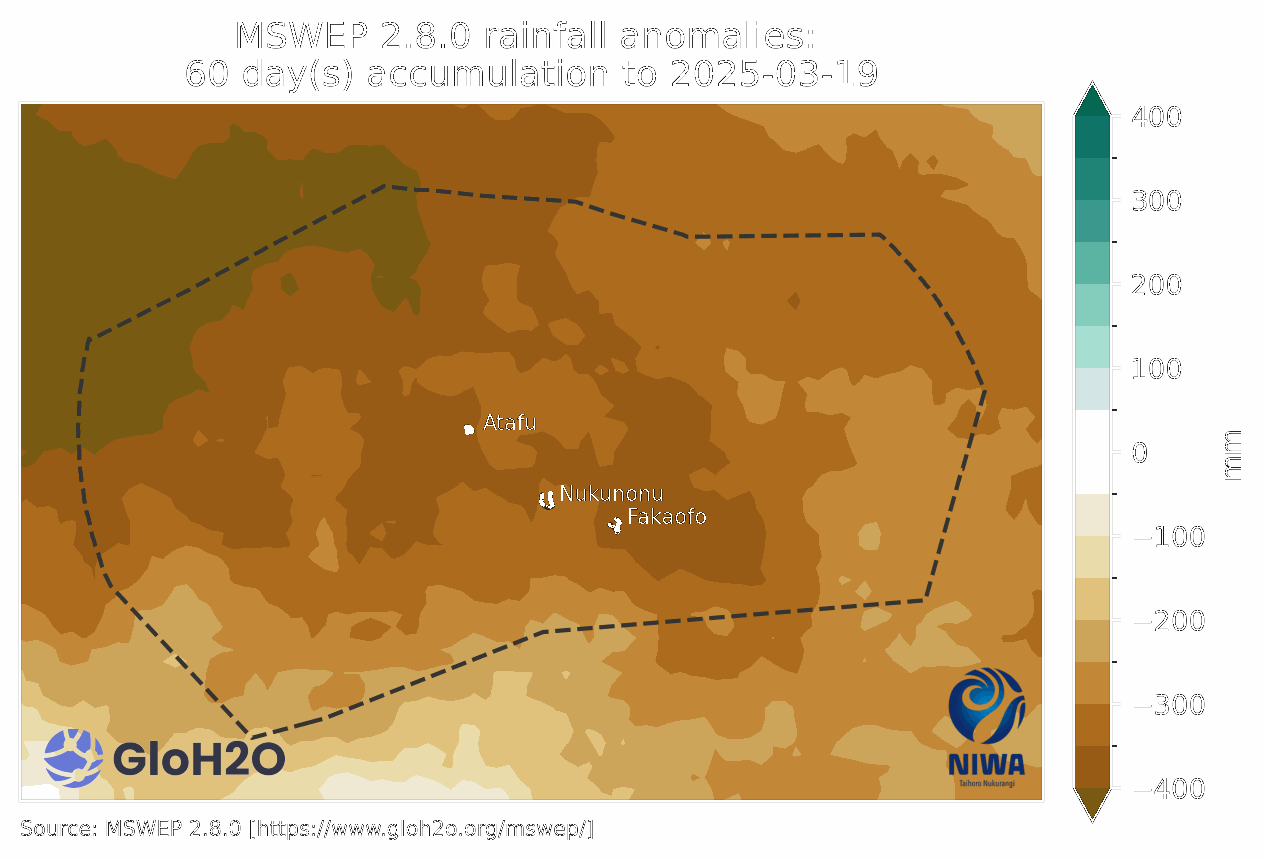 MSWEP 2.8.0 rainfall anomalies:
60 day(s) accumulation to 2025-03-19
400
300
200
100
0
−100
−200
−300
−400
mm
Atafu
Nukunonu
Fakaofo
GloH2O
NIWA
Taihoro Nukurangi
Source: MSWEP 2.8.0 [https://www.gloh2o.org/mswep/]